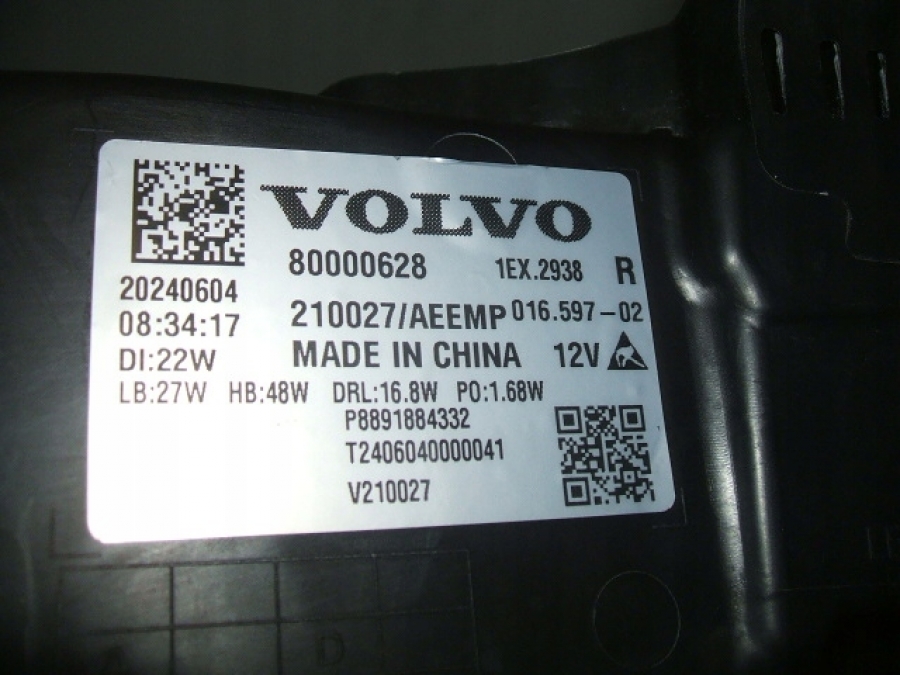 VOLVO
80000628 1EX.2938 R
20240604
210027/AEEMP 016.597-02
08:34:17
MADE IN CHINA 12V
DI:22W
LB:27W HB:48W DRL:16.8W PO:1.68W
P8891884332
T2406040000041
V210027
D